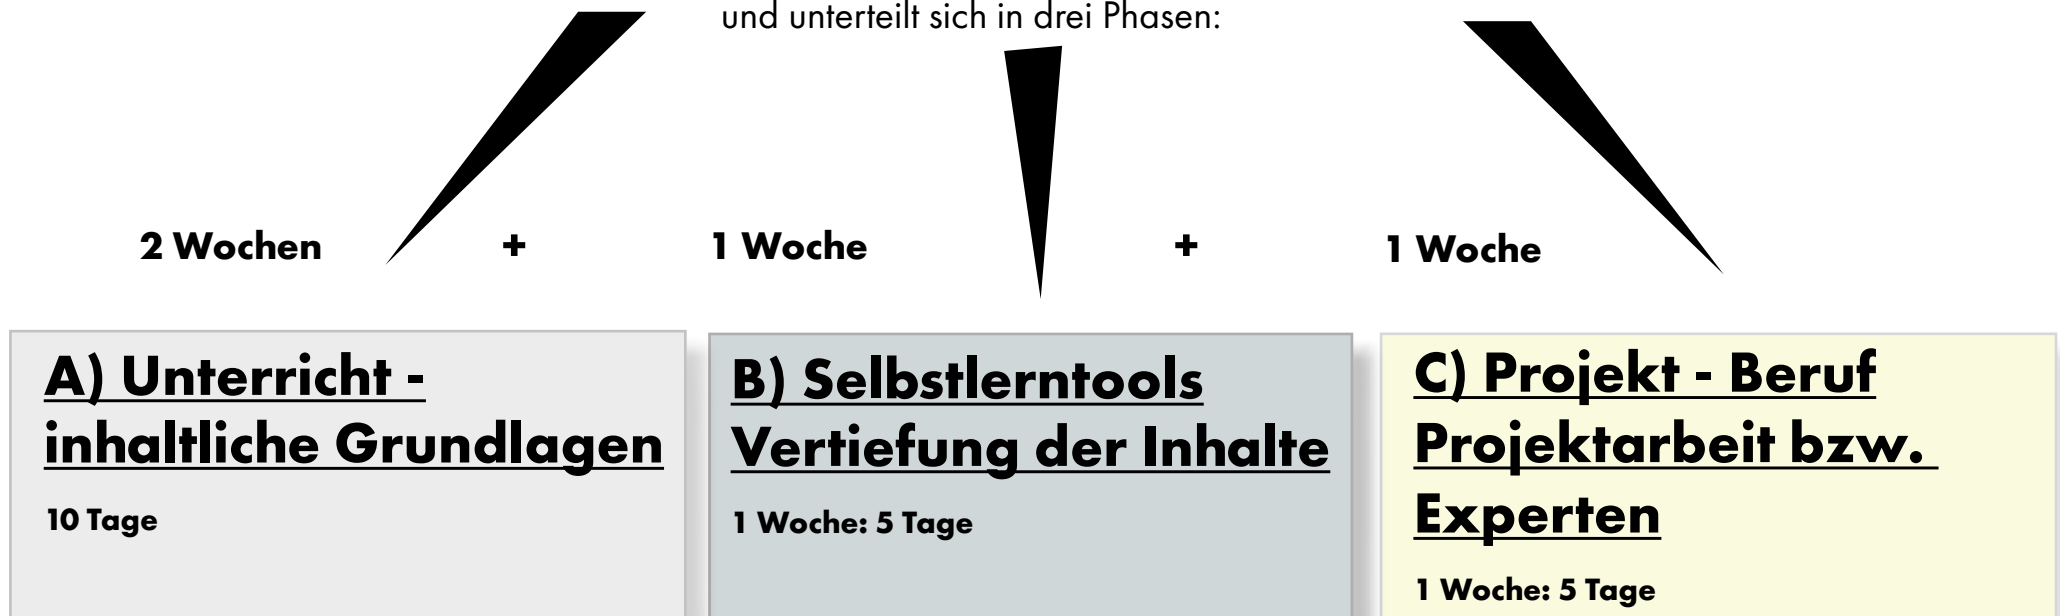 und unterteilt sich in drei Phasen:
2 Wochen + 1 Woche + 1 Woche
A) Unterricht -
inhaltliche Grundlagen
10 Tage
B) Selbstlerntools
Vertiefung der Inhalte
1 Woche: 5 Tage
C) Projekt - Beruf
Projektarbeit bzw.
Experten
1 Woche: 5 Tage